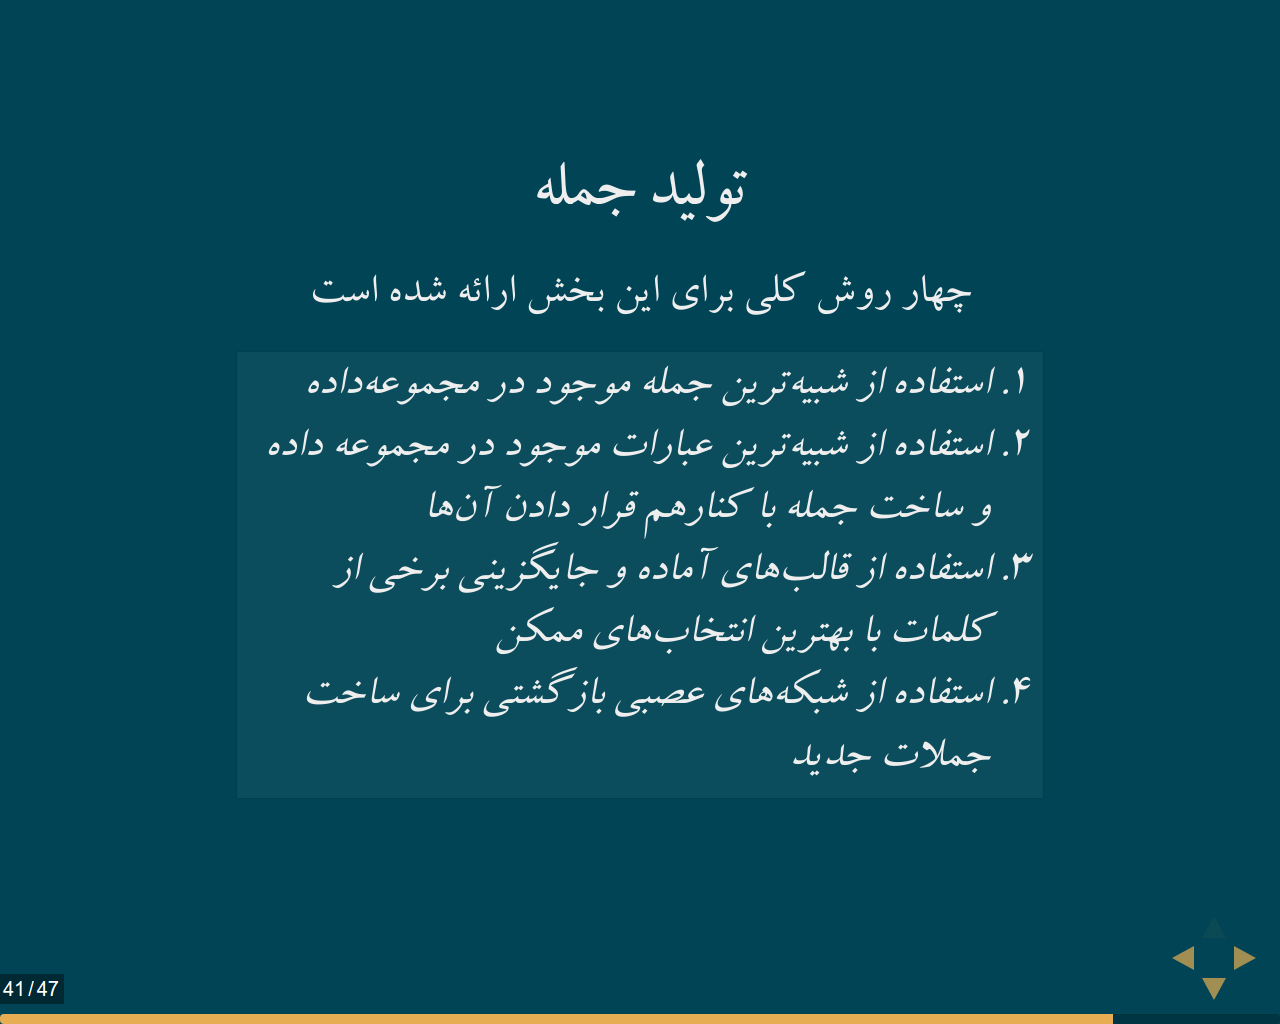 تولید جمله
چهار روش کلی برای این بخش ارائه شده است
۱. استفاده از شبیه‌ترین جمله موجود در مجموعه‌داده
۲. استفاده از شبیه‌ترین عبارات موجود در مجموعه داده
و ساخت جمله با کنارهم قرار دادن آن‌ها
۳. استفاده از قالب‌های آماده و جایگزینی برخی از
کلمات با بهترین انتخاب‌های ممکن
۴. استفاده از شبکه‌های عصبی بازگشتی برای ساخت
جملات جدید
41/47